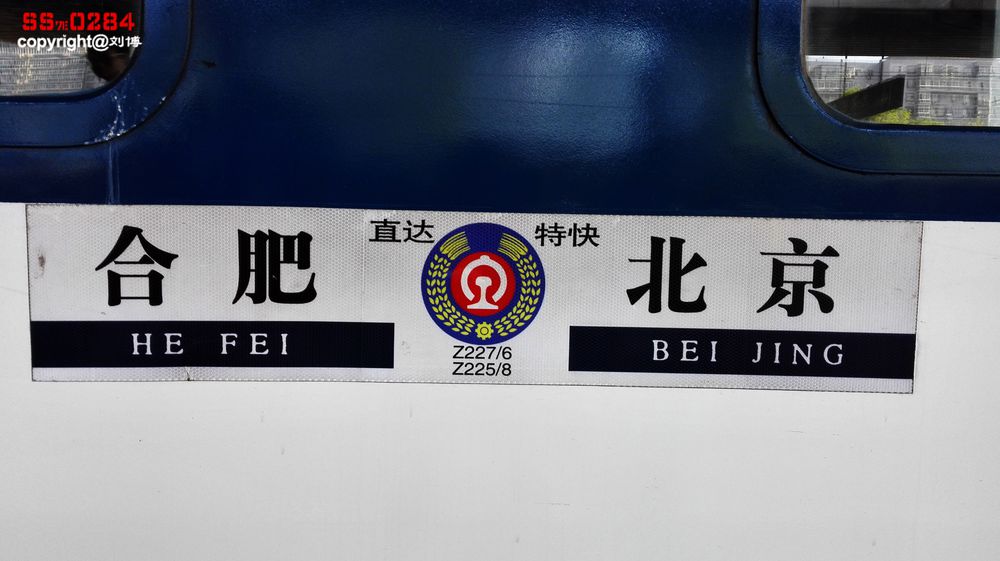 SS7E0284
copyright@刘博
合肥 直达 特快 北京
HE FEI BEI JING
Z227/6
Z225/8